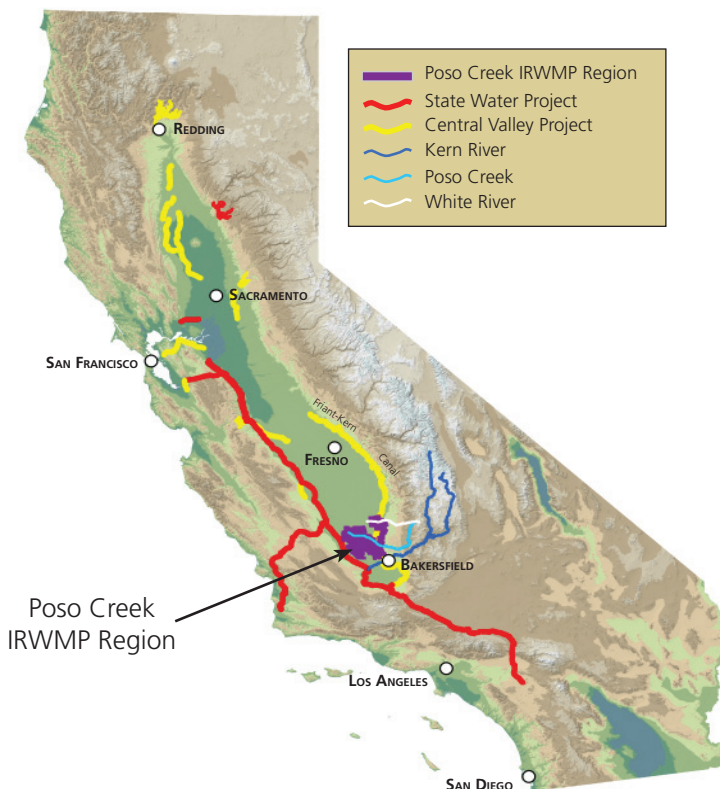 Poso Creek IRWMP Region
State Water Project
Central Valley Project
Kern River
Poso Creek
White River
REDDING
SACRAMENTO
SAN FRANCISCO
Friant-Kern
Canal
FRESNO
BAKERSFIELD
Poso Creek
IRWMP Region
LOS ANGELES
SAN DIEGO